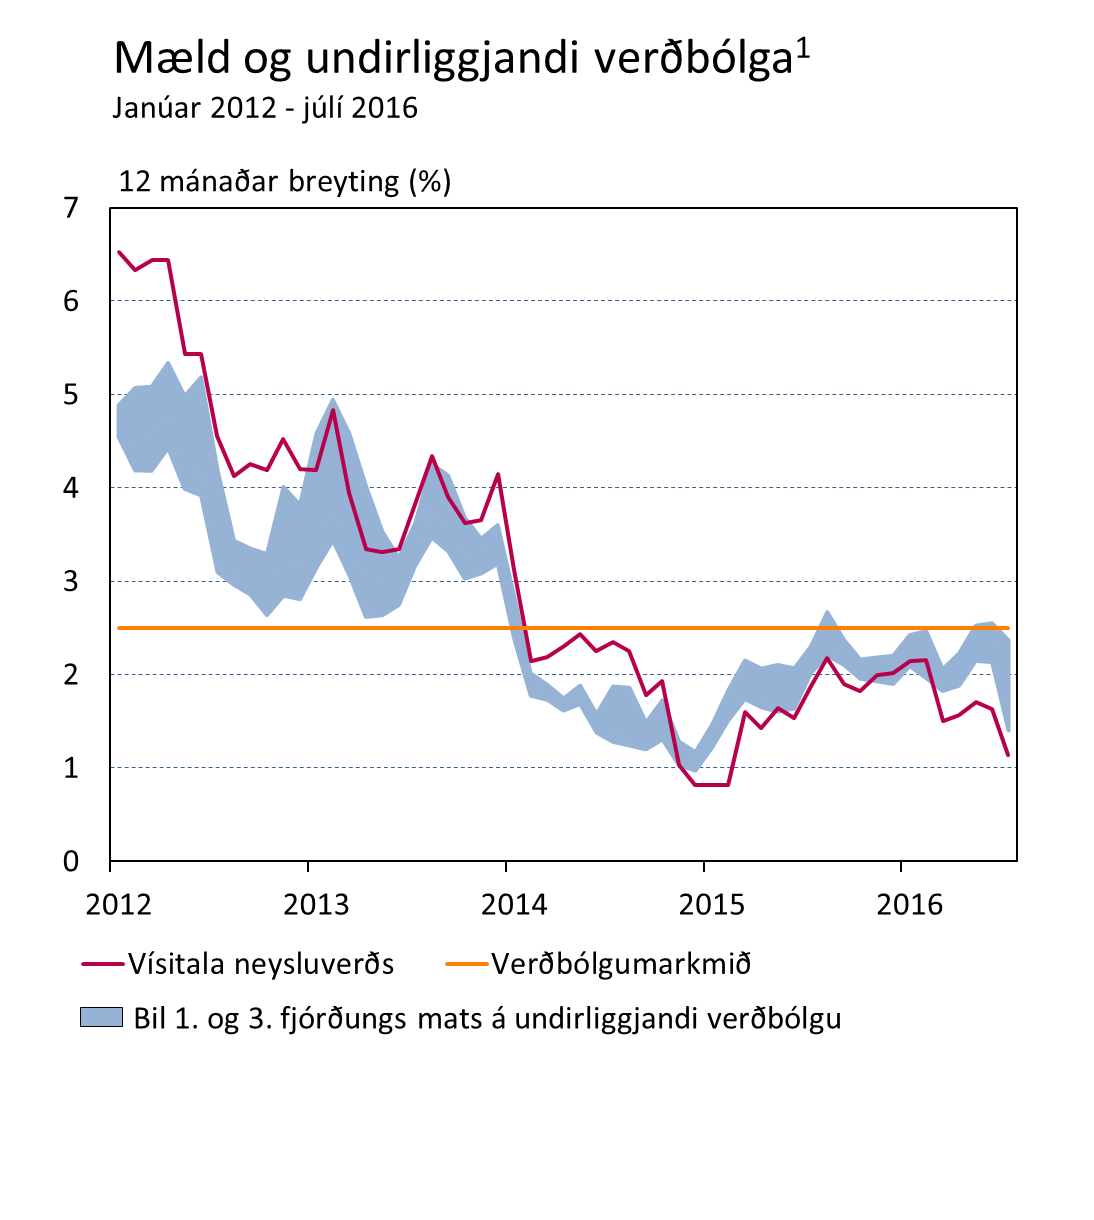 Mæld og undirliggjandi verðbólga¹
Janúar 2012 - júlí 2016
12 mánaðar breyting (%)
7
6
5
4
3
2
1
0
2012 2013 2014 2015 2016
Vísitala neysluverðs Verðbólgumarkmið
Bil 1. og 3. fjórðungs mats á undirliggjandi verðbólgu